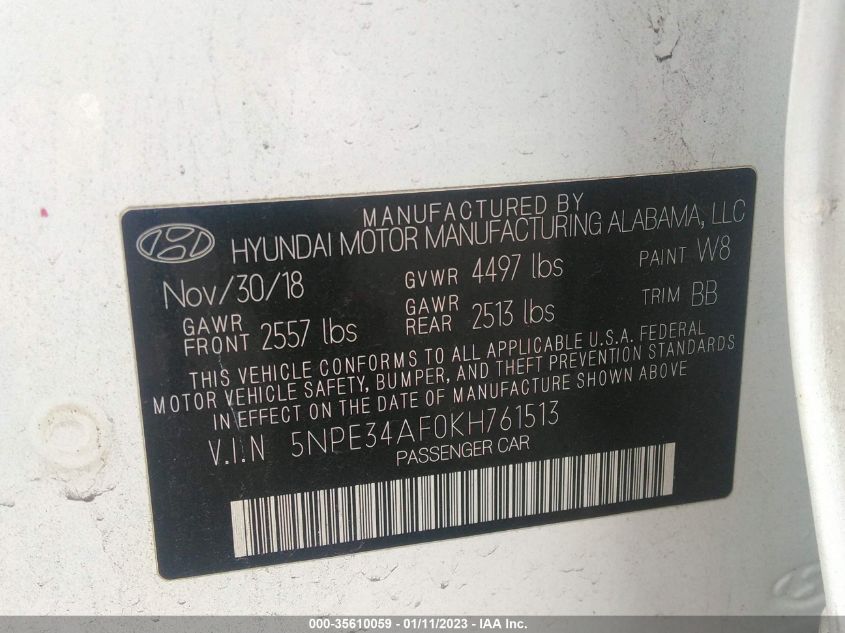 MANUFACTURED BY
HYUNDAI MOTOR MANUFACTURING ALABAMA, LLC
Nov/30/18 GVWR 4497 lbs PAINT W8
GAWR FRONT 2557 lbs GAWR REAR 2513 lbs TRIM BB
THIS VEHICLE CONFORMS TO ALL APPLICABLE U.S.A. FEDERAL
MOTOR VEHICLE SAFETY, BUMPER, AND THEFT PREVENTION STANDARDS
IN EFFECT ON THE DATE OF MANUFACTURE SHOWN ABOVE
V.I.N 5NPE34AF0KH761513
PASSENGER CAR
000-35610059 - 01/11/2023 - IAA Inc.